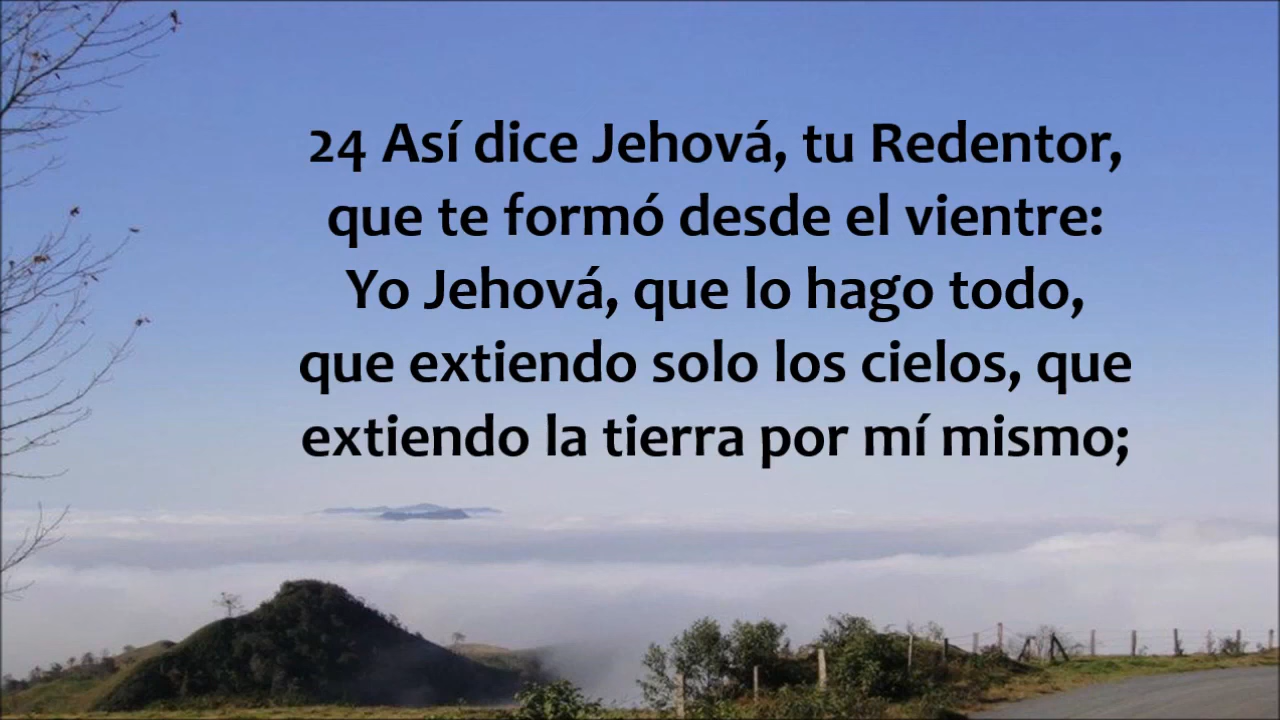 24 Así dice Jehová, tu Redentor,
que te formó desde el vientre:
Yo Jehová, que lo hago todo,
que extiendo solo los cielos, que
extiendo la tierra por mí mismo;